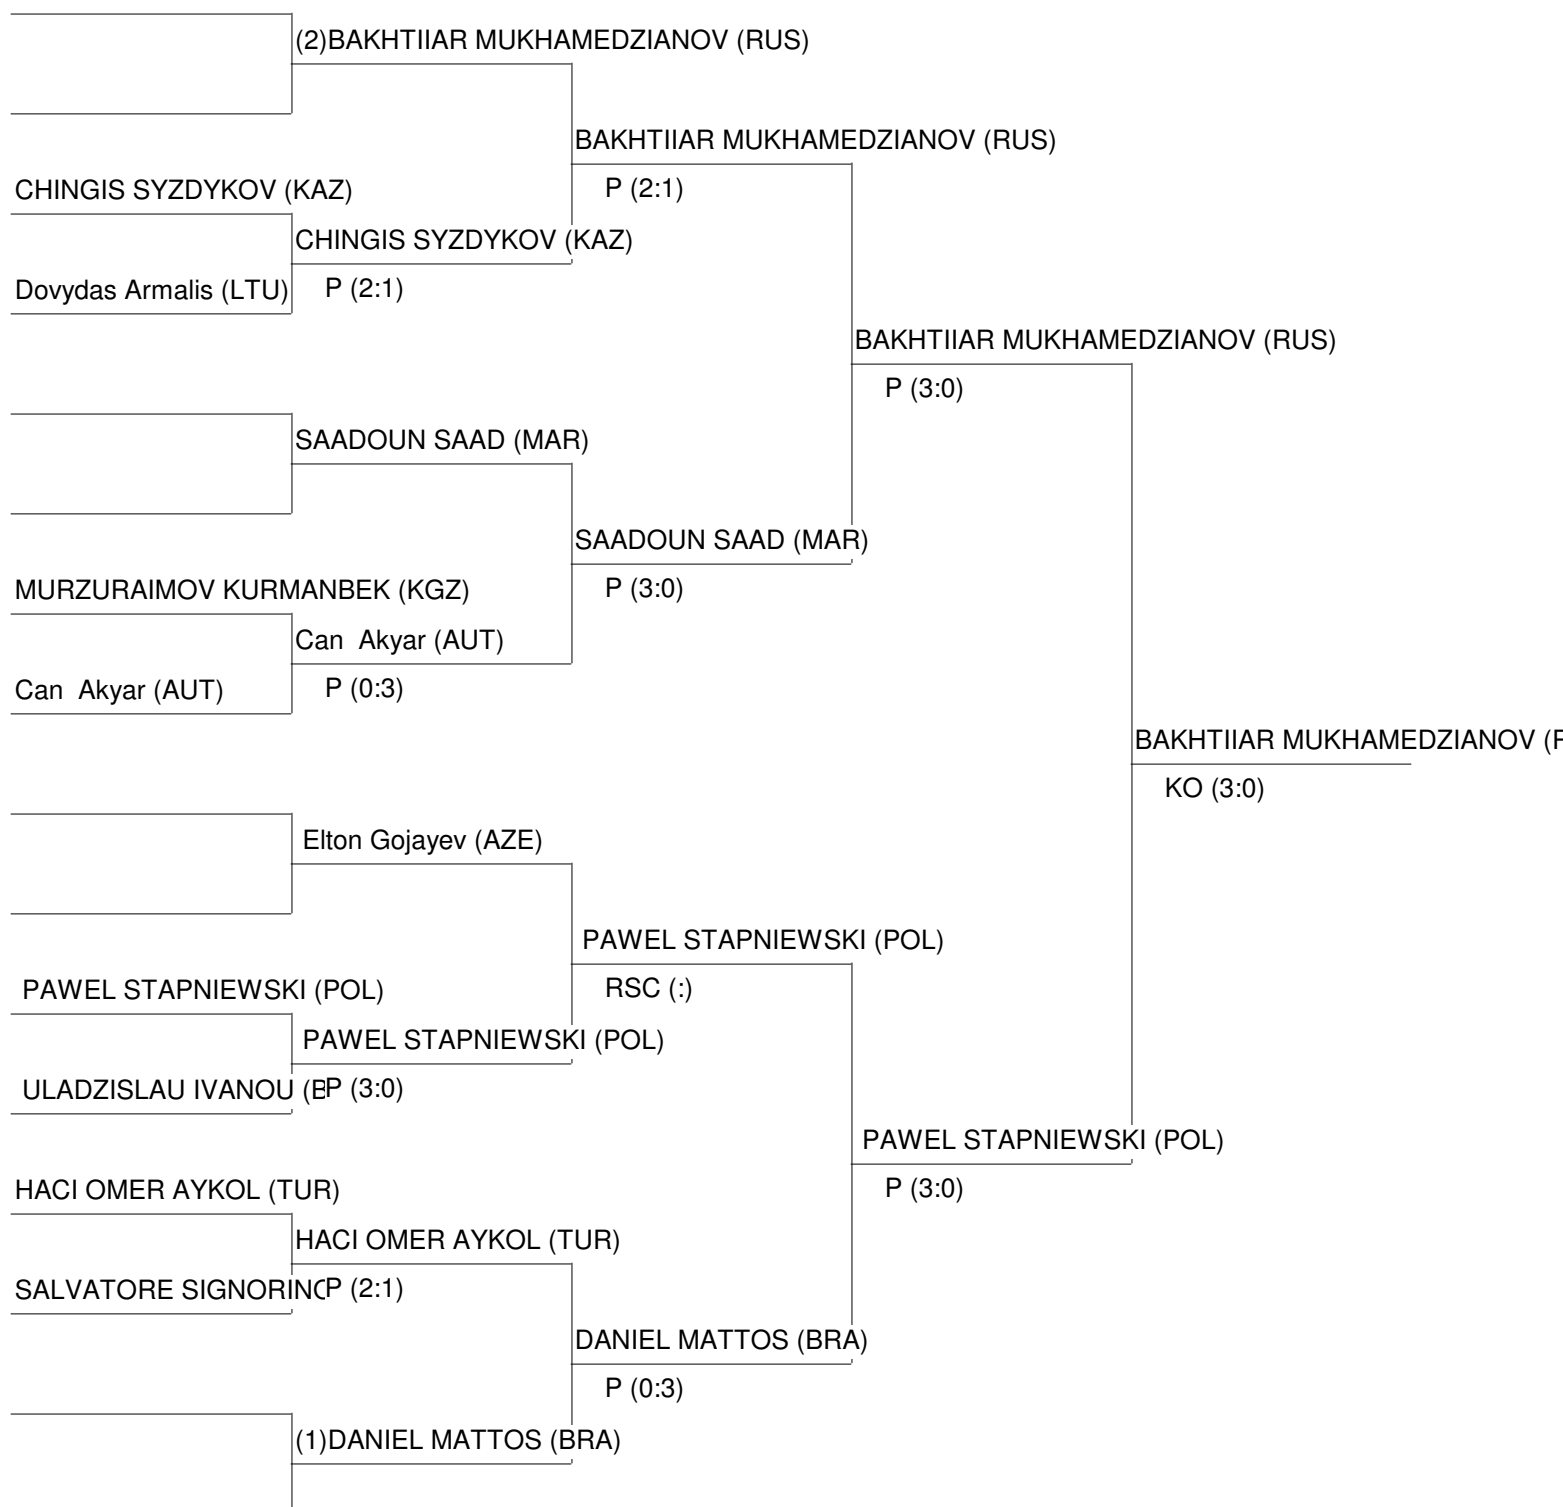 (2)BAKHTIIAR MUKHAMEDZIANOV (RUS)
BAKHTIIAR MUKHAMEDZIANOV (RUS)
P (2:1)
CHINGIS SYZDYKOV (KAZ)
CHINGIS SYZDYKOV (KAZ)
P (2:1)
Dovydas Armalis (LTU)
BAKHTIIAR MUKHAMEDZIANOV (RUS)
P (3:0)
SAADOUN SAAD (MAR)
SAADOUN SAAD (MAR)
P (3:0)
MURZURAIMOV KURMANBEK (KGZ)
Can Akyar (AUT)
P (0:3)
Can Akyar (AUT)
BAKHTIIAR MUKHAMEDZIANOV (
KO (3:0)
Elton Gojayev (AZE)
PAWEL STAPNIEWSKI (POL)
RSC (:)
PAWEL STAPNIEWSKI (POL)
PAWEL STAPNIEWSKI (POL)
P (3:0)
ULADZISLAU IVANOU (
PAWEL STAPNIEWSKI (POL)
P (3:0)
HACI OMER AYKOL (TUR)
HACI OMER AYKOL (TUR)
P (2:1)
SALVATORE SIGNORINO
DANIEL MATTOS (BRA)
P (0:3)
(1)DANIEL MATTOS (BRA)